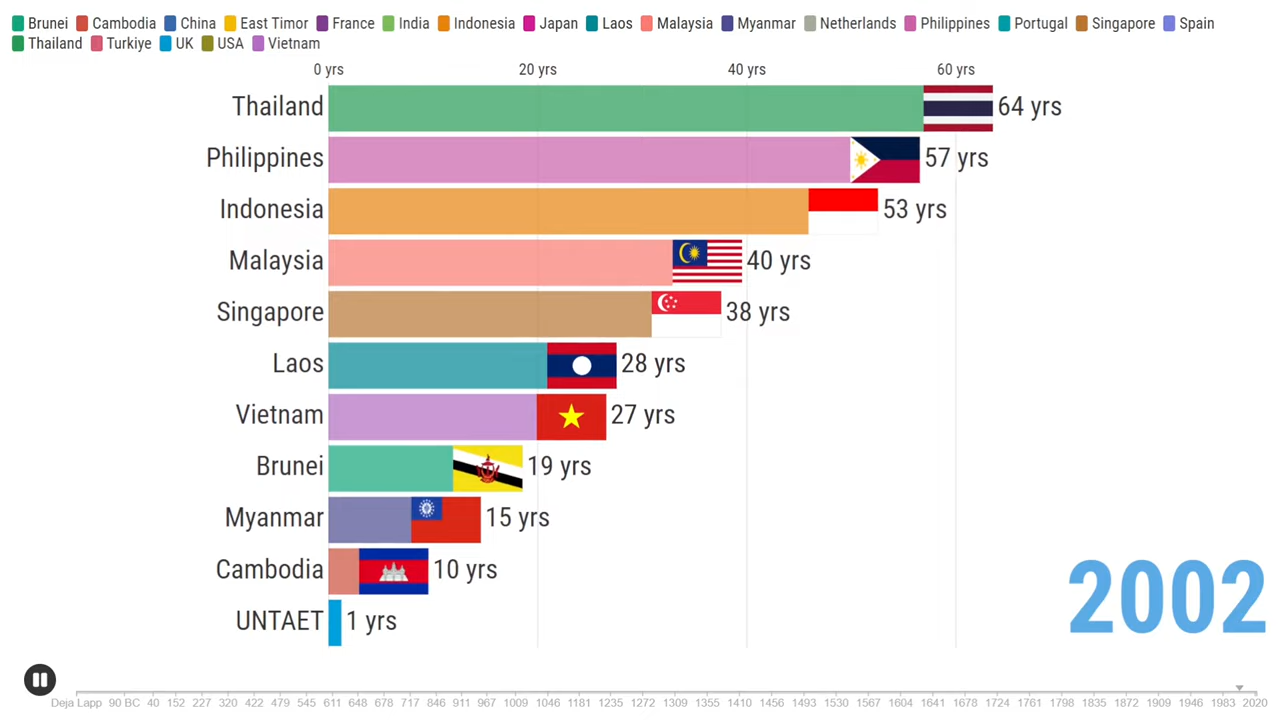 Brunei Cambodia China East Timor France India Indonesia Japan Laos Malaysia Myanmar Netherlands Philippines Portugal Singapore Spain
Thailand Turkiye UK USA Vietnam
0 yrs 20 yrs 40 yrs 60 yrs
Thailand 64 yrs
Philippines 57 yrs
Indonesia 53 yrs
Malaysia 40 yrs
Singapore 38 yrs
Laos 28 yrs
Vietnam 27 yrs
Brunei 19 yrs
Myanmar 15 yrs
Cambodia 10 yrs
UNTAET 1 yrs
2002
Deja Lapp 90 BC 40 152 227 320 422 479 545 611 648 678 717 846 911 967 1009 1046 1181 1235 1272 1309 1355 1410 1456 1493 1530 1567 1604 1641 1678 1724 1761 1798 1835 1872 1909 1946 1983 2020